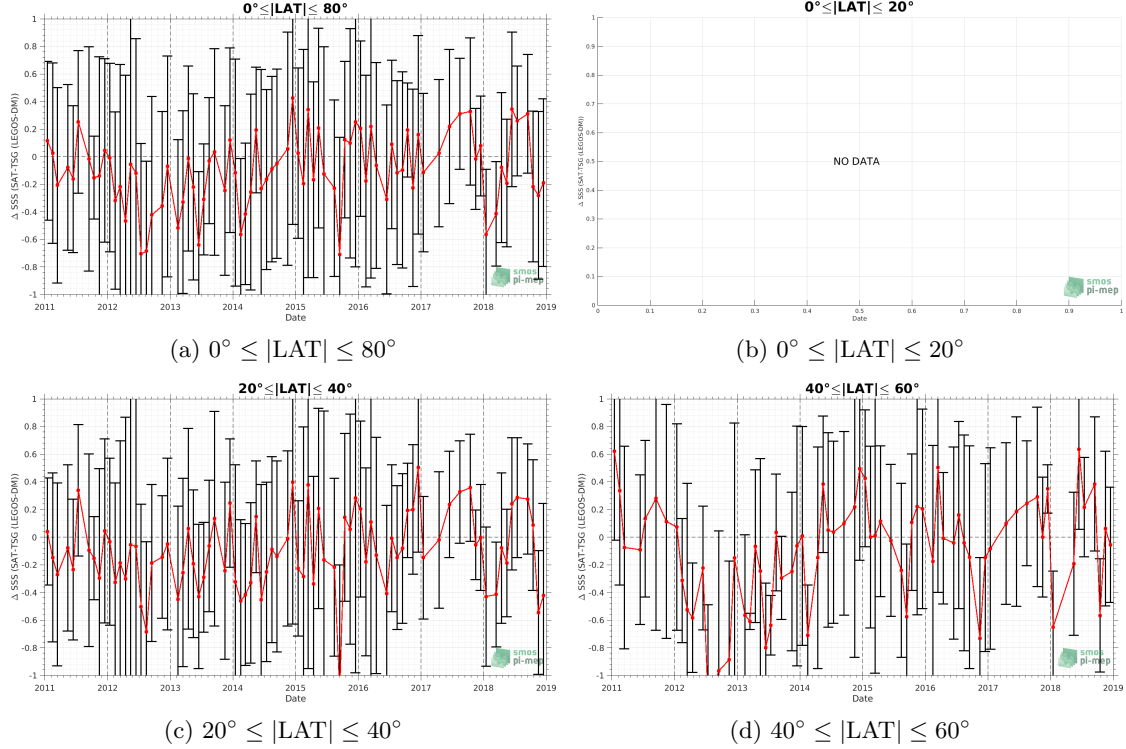 0°≤|LAT|≤ 80°
Δ SSS (SAT-TSG (LEGOS-DM))
1
0.8
0.6
0.4
0.2
0
-0.2
-0.4
-0.6
-0.8
-1
2011 2012 2013 2014 2015 2016 2017 2018 2019
Date
smos
pi-mep
(a) 0° ≤ |LAT| ≤ 80°
0°≤|LAT|≤ 20°
Δ SSS (SAT-TSG (LEGOS-DM))
1
0.9
0.8
0.7
0.6
0.5
0.4
0.3
0.2
0.1
0
NO DATA
0 0.1 0.2 0.3 0.4 0.5 0.6 0.7 0.8 0.9 1
Date
smos
pi-mep
(b) 0° ≤ |LAT| ≤ 20°
20°≤|LAT|≤ 40°
Δ SSS (SAT-TSG (LEGOS-DM))
1
0.8
0.6
0.4
0.2
0
-0.2
-0.4
-0.6
-0.8
-1
2011 2012 2013 2014 2015 2016 2017 2018 2019
Date
smos
pi-mep
(c) 20° ≤ |LAT| ≤ 40°
40°≤|LAT|≤ 60°
Δ SSS (SAT-TSG (LEGOS-DM))
1
0.8
0.6
0.4
0.2
0
-0.2
-0.4
-0.6
-0.8
-1
2011 2012 2013 2014 2015 2016 2017 2018 2019
Date
smos
pi-mep
(d) 40° ≤ |LAT| ≤ 60°